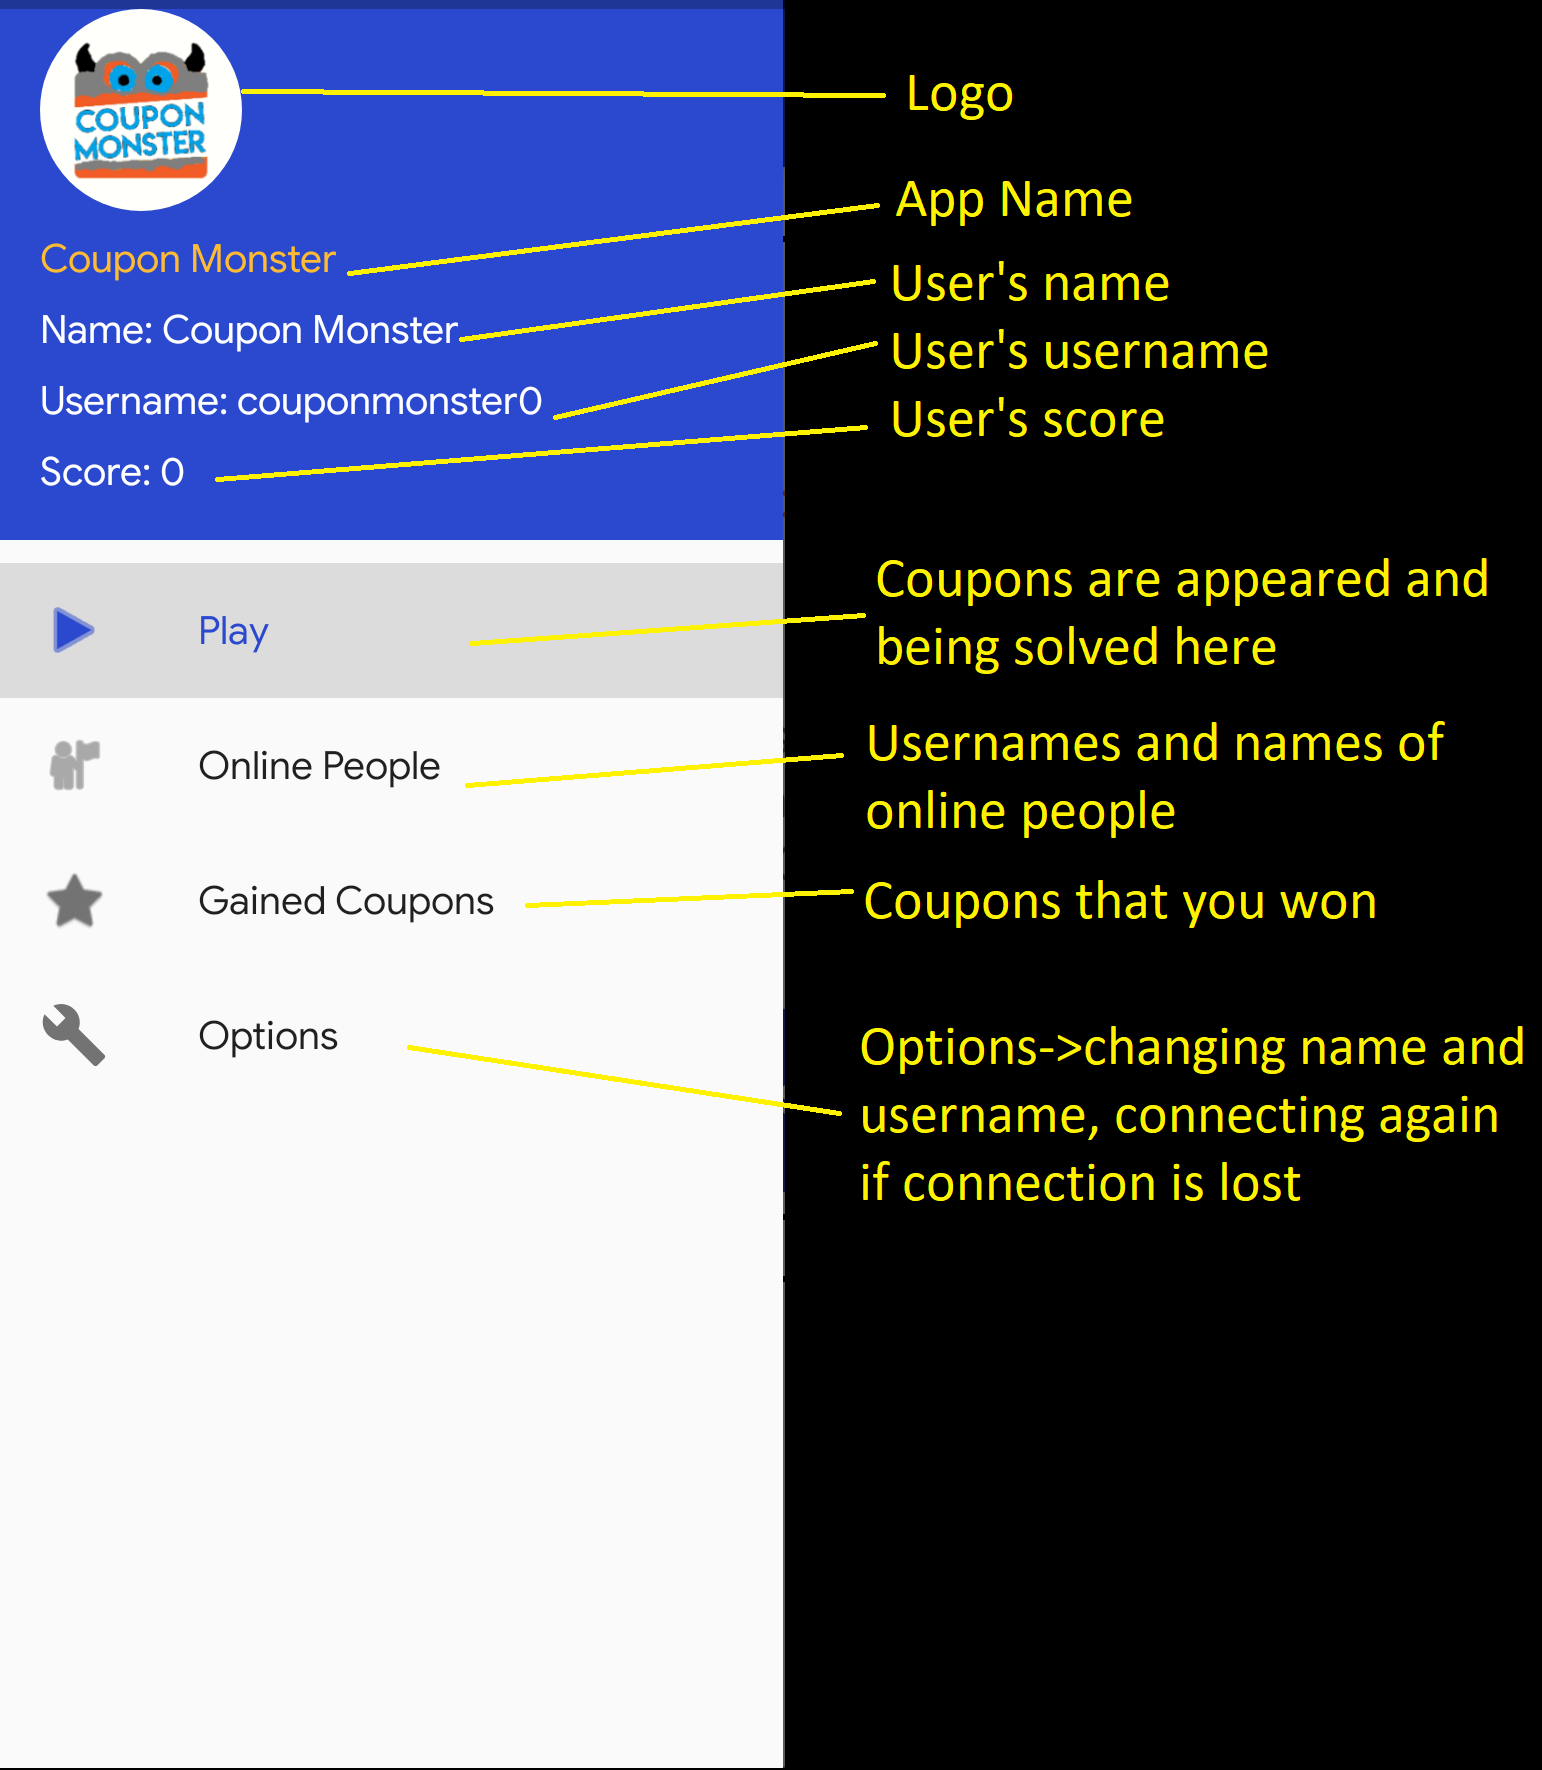 COUPON
MONSTER
Logo
Coupon Monster
App Name
Name: Coupon Monster
User's name
Username: couponmonster0
User's username
Score: 0
User's score
Play
Coupons are appeared and
being solved here
Online People
Usernames and names of
online people
Gained Coupons
Coupons that you won
Options
Options->changing name and
username, connecting again
if connection is lost